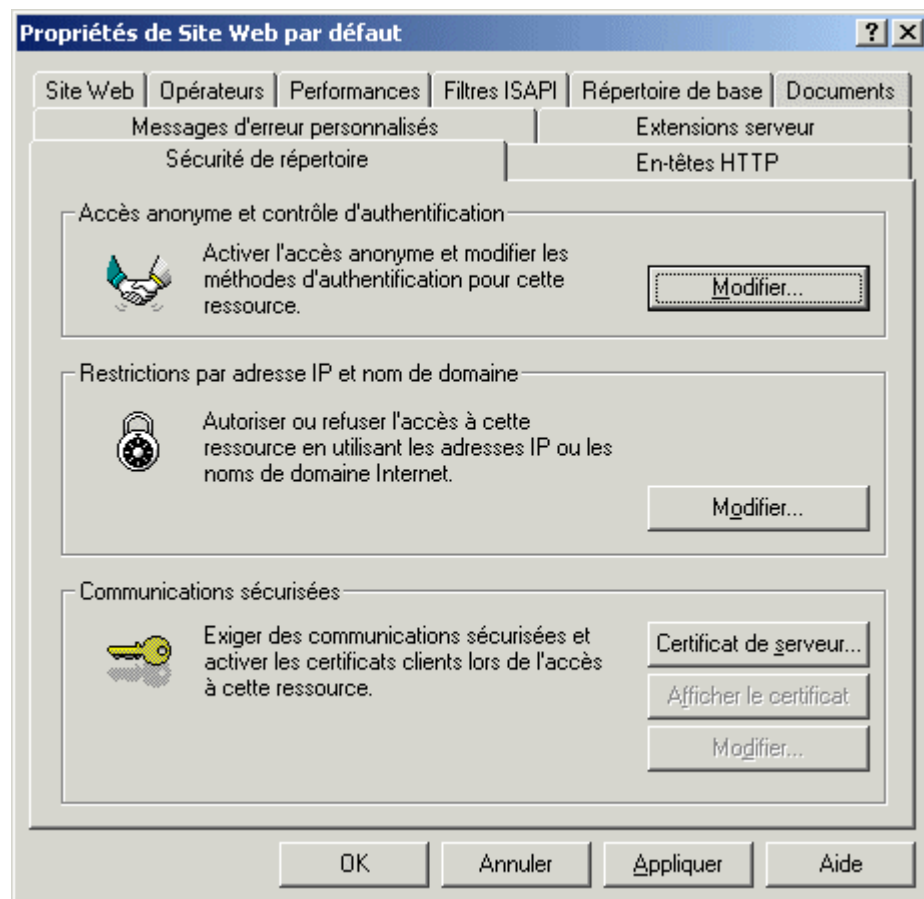 Propriétés de Site Web par défaut
Site Web Opérateurs Performances Filtres ISAPI Répertoire de base Documents
Messages d'erreur personnalisés Extensions serveur
Sécurité de répertoire En-têtes HTTP
Accès anonyme et contrôle d'authentification
Activer l'accès anonyme et modifier les
méthodes d'authentification pour cette
ressource.
Modifier...
Restrictions par adresse IP et nom de domaine
Autoriser ou refuser l'accès à cette
ressource en utilisant les adresses IP ou les
noms de domaine Internet.
Modifier...
Communications sécurisées
Exiger des communications sécurisées et
activer les certificats clients lors de l'accès
à cette ressource.
Certificat de serveur...
Afficher le certificat
Modifier...
OK Annuler Appliquer Aide